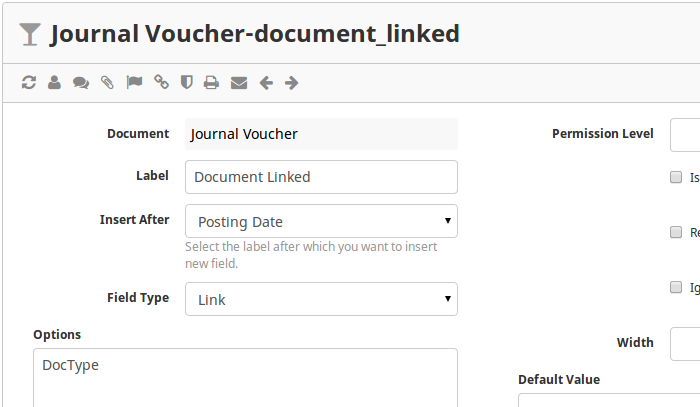 Journal Voucher-document_linked
Document Journal Voucher
Permission Level
Label Document Linked
Is
Insert After Posting Date
Re
Select the label after which you want to insert
new field.
Field Type Link
Ig
Options
Width
DocType
Default Value